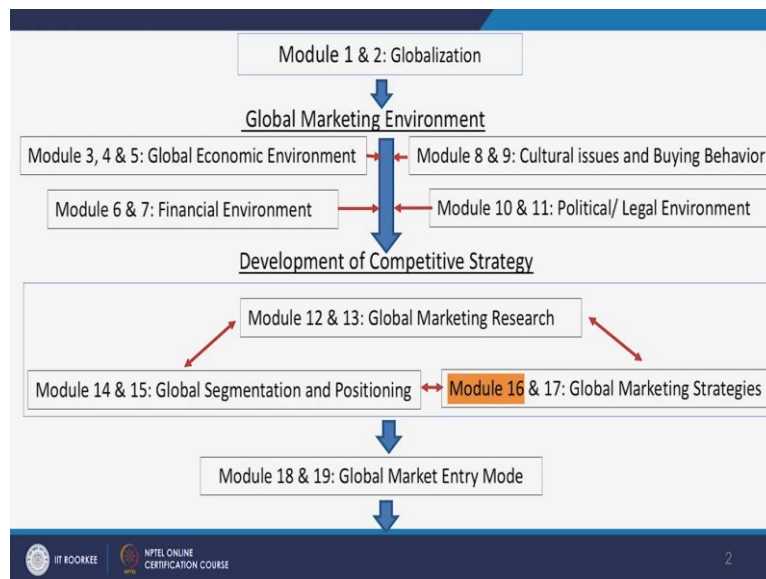 Module 1 & 2: Globalization
Global Marketing Environment
Module 3, 4 & 5: Global Economic Environment
Module 8 & 9: Cultural issues and Buying Behavior
Module 6 & 7: Financial Environment
Module 10 & 11: Political/ Legal Environment
Development of Competitive Strategy
Module 12 & 13: Global Marketing Research
Module 14 & 15: Global Segmentation and Positioning
Module 16 & 17: Global Marketing Strategies
Module 18 & 19: Global Market Entry Mode
IIT ROORKEE
NPTEL ONLINE
CERTIFICATION COURSE
2